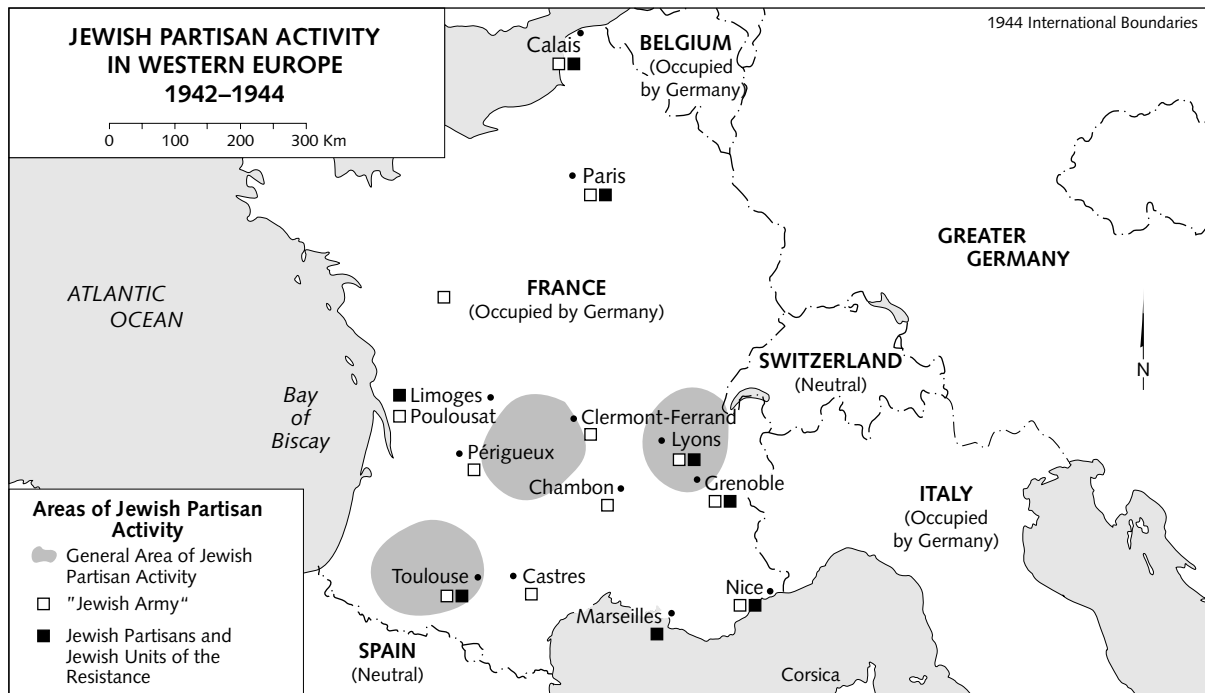 JEWISH PARTISAN ACTIVITY
IN WESTERN EUROPE
1942–1944
0 100 200 300 Km
1944 International Boundaries
Calais
BELGIUM
(Occupied
by Germany)
Paris
GREATER
GERMANY
ATLANTIC
OCEAN
FRANCE
(Occupied by Germany)
N
SWITZERLAND
(Neutral)
Bay
of
Biscay
Limoges
Poulousat
Clermont-Ferrand
Lyons
Périgueux
Chambon
Grenoble
ITALY
(Occupied
by Germany)
Toulouse
Castres
Nice
Marseilles
SPAIN
(Neutral)
Corsica
Areas of Jewish Partisan
Activity
General Area of Jewish
Partisan Activity
"Jewish Army“
Jewish Partisans and
Jewish Units of the
Resistance